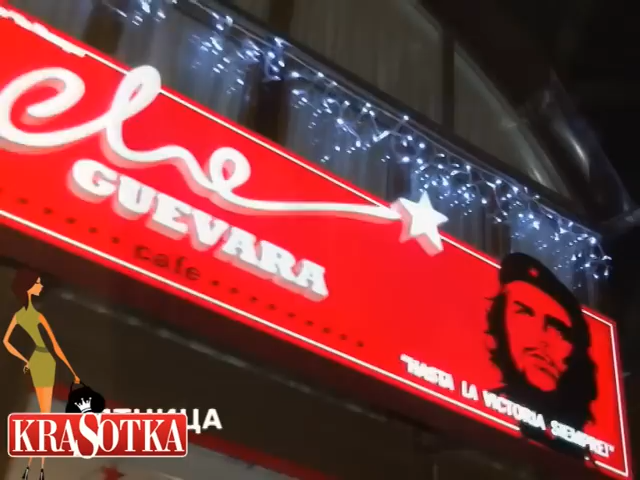 Che
GUEVARA
cafe
"HASTA LA VICTORIA SIEMPRE!"
KRASOTKA